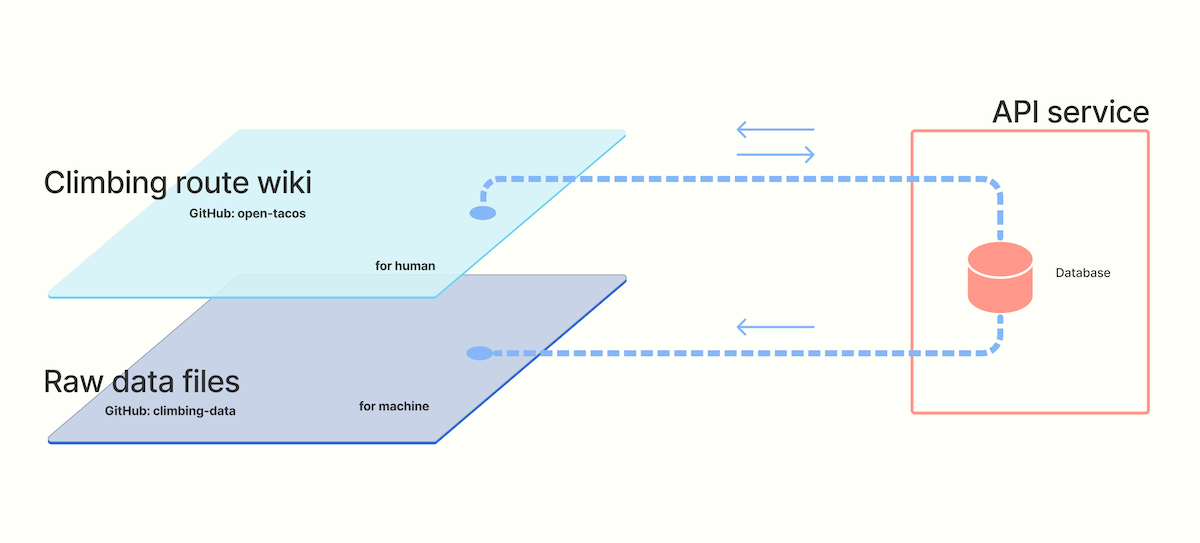 API service
Climbing route wiki
GitHub: open-tacos
for human
Database
Raw data files
GitHub: climbing-data
for machine